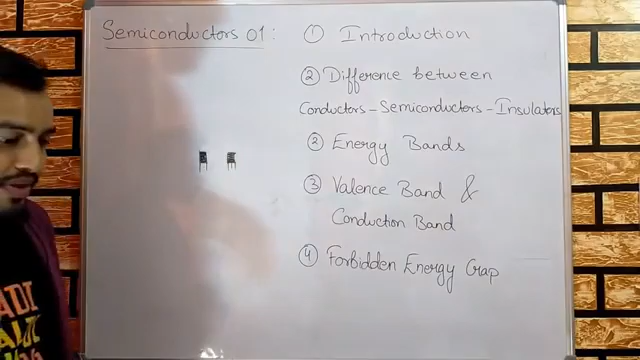 Semiconductors 01:
① Introduction
② Difference between
Conductors - Semiconductors - Insulators
② Energy Bands
③ Valence Band &
Conduction Band
④ Forbidden Energy Gap